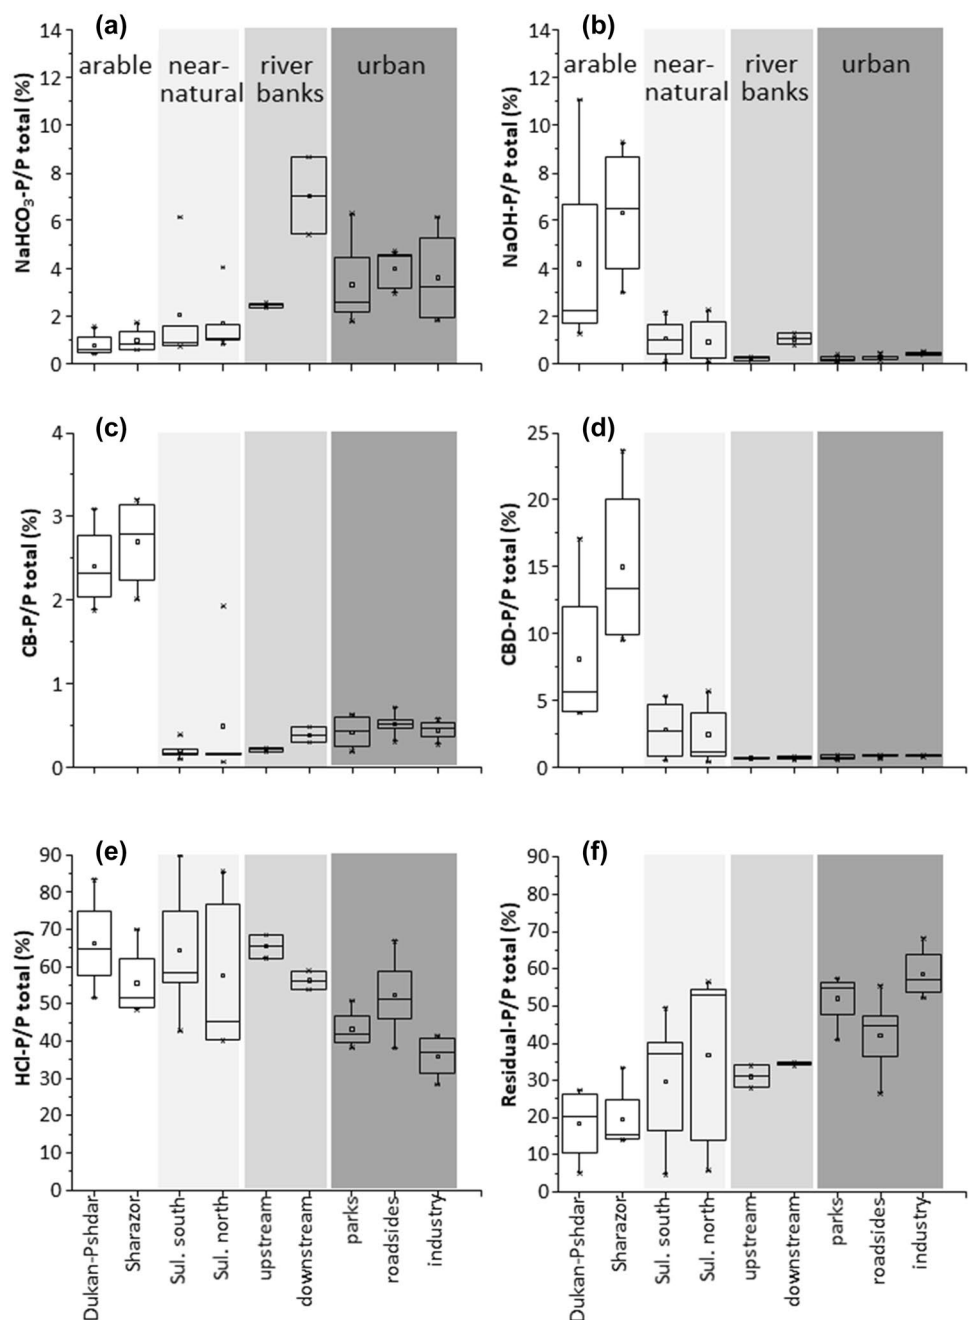 (a)
(b)
14
12
10
8
6
4
2
0
NaHCO₃-P/P total (%)
arable
near-
natural
river
banks
urban
14
12
10
8
6
4
2
0
NaOH-P/P total (%)
arable
near-
natural
river
banks
urban
(c)
(d)
4
3
2
1
0
CB-P/P total (%)
25
20
15
10
5
0
CBD-P/P total (%)
(e)
(f)
90
80
70
60
50
40
30
20
10
0
HCl-P/P total (%)
90
80
70
60
50
40
30
20
10
0
Residual-P/P total (%)
Dukan-Pshdar
Sharazor
Sul. south
Sul. north
upstream
downstream
parks
roadsides
industry
Dukan-Pshdar
Sharazor
Sul. south
Sul. north
upstream
downstream
parks
roadsides
industry